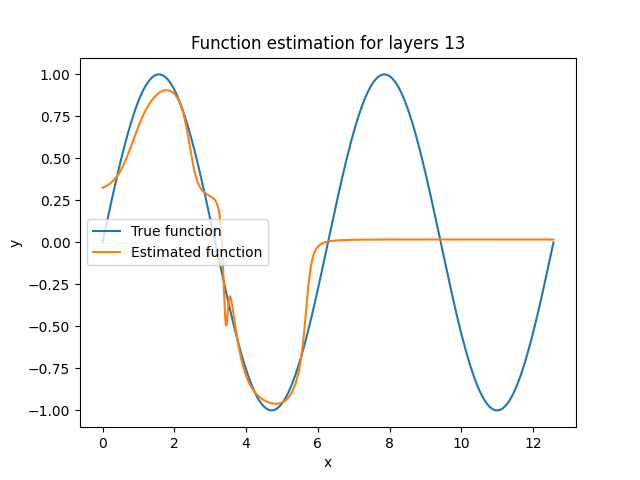 Function estimation for layers 13
1.00
0.75
0.50
0.25
0.00
−0.25
−0.50
−0.75
−1.00
y
True function
Estimated function
0 2 4 6 8 10 12
x